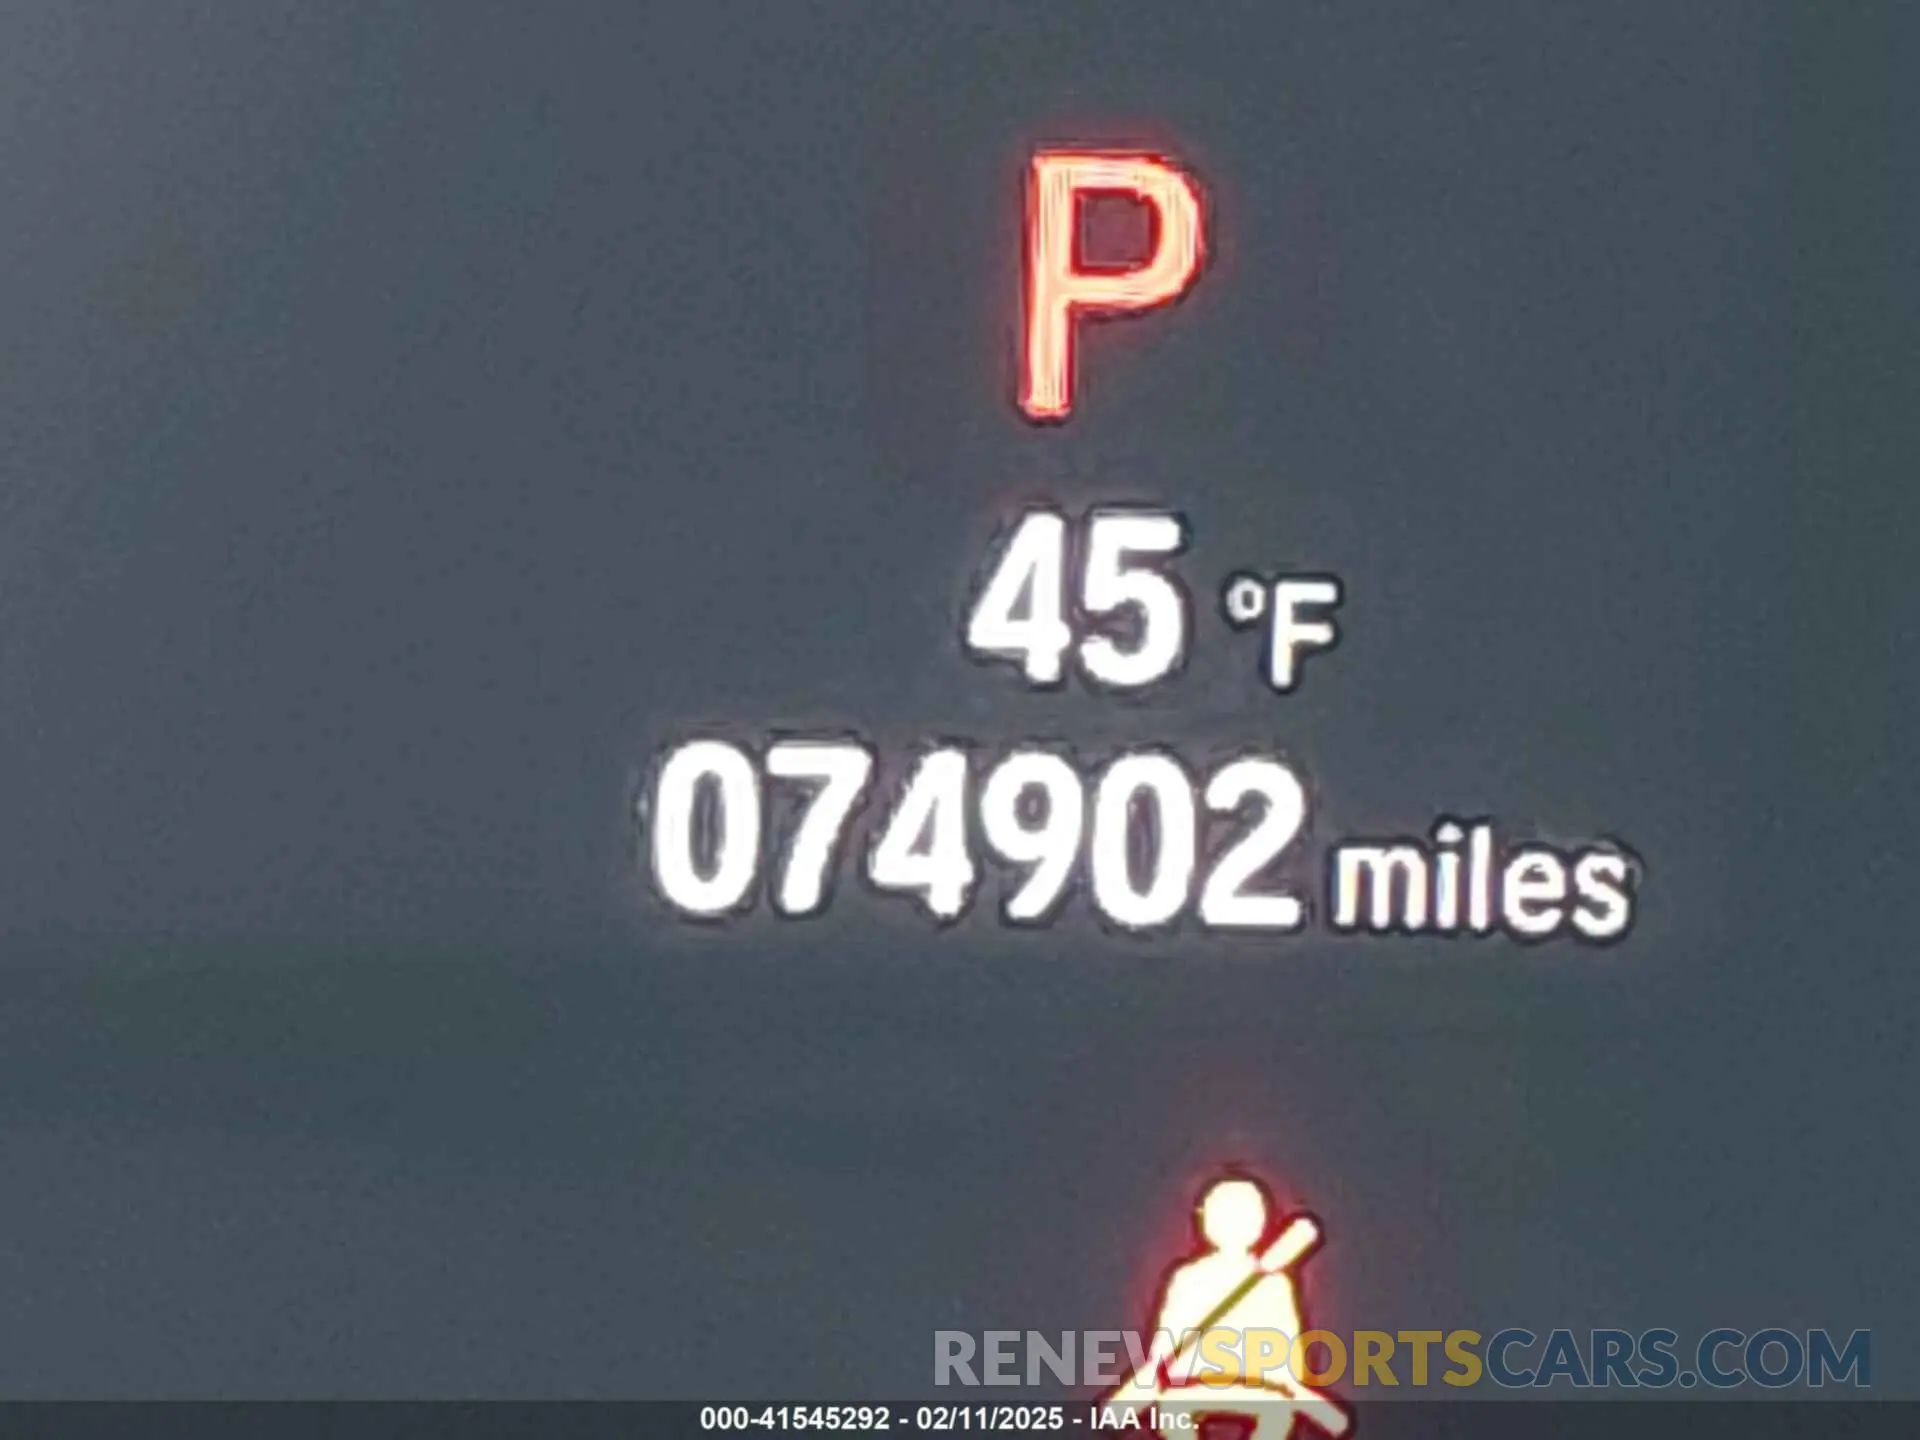 P
45 °F
074902 miles
RENEWSPORTSCARS.COM
000-41545292 - 02/11/2025 - IAA Inc.